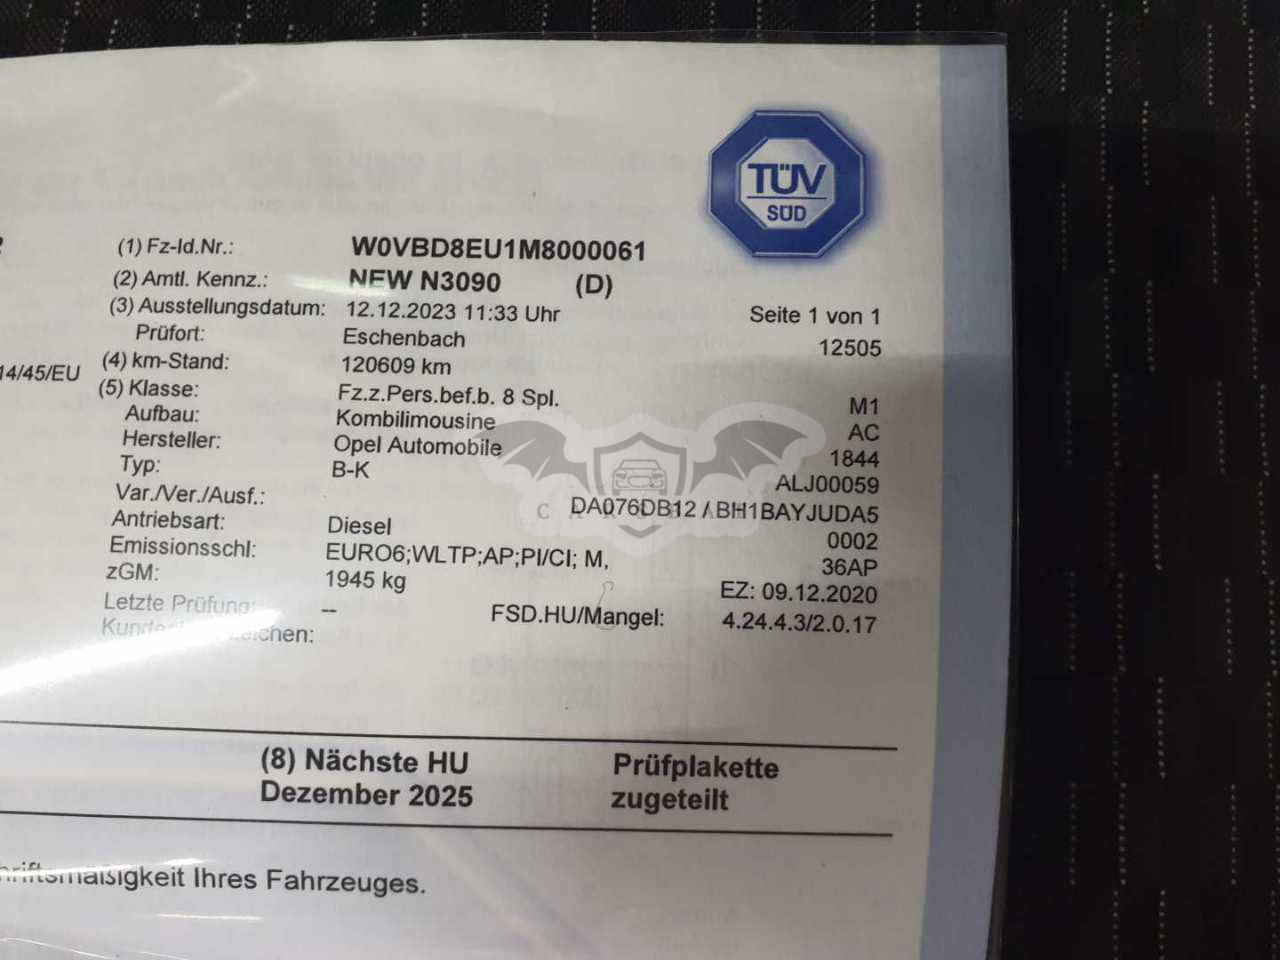 TÜV
SÜD
(1) Fz-Id.Nr.: W0VBD8EU1M8000061
(2) Amtl. Kennz.: NEW N3090 (D)
(3) Ausstellungsdatum: 12.12.2023 11:33 Uhr Seite 1 von 1
Prüfort: Eschenbach 12505
14/45/EU (4) km-Stand: 120609 km
(5) Klasse: Fz.z.Pers.bef.b. 8 Spl. M1
Aufbau: Kombilimousine AC
Hersteller: Opel Automobile 1844
Typ: B-K ALJ00059
Var./Ver./Ausf.: DA076DB12 / BH1BAYJUDA5
Antriebsart: Diesel 0002
Emissionsschl: EURO6;WLTP;AP;PI/CI; M, 36AP
zGM: 1945 kg EZ: 09.12.2020
Letzte Prüfung: -- FSD.HU/Mangel: 4.24.4.3/2.0.17
(8) Nächste HU Prüfplakette
Dezember 2025 zugeteilt
hriftsmäßigkeit Ihres Fahrzeuges.